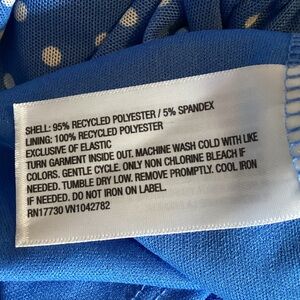 SHELL: 95% RECYCLED POLYESTER / 5% SPANDEX
LINING: 100% RECYCLED POLYESTER
EXCLUSIVE OF ELASTIC
TURN GARMENT INSIDE OUT. MACHINE WASH COLD WITH LIKE
COLORS. GENTLE CYCLE. ONLY NON CHLORINE BLEACH IF
NEEDED. TUMBLE DRY LOW. REMOVE PROMPTLY. COOL IRON
IF NEEDED. DO NOT IRON ON LABEL.
RN17730 VN1042782